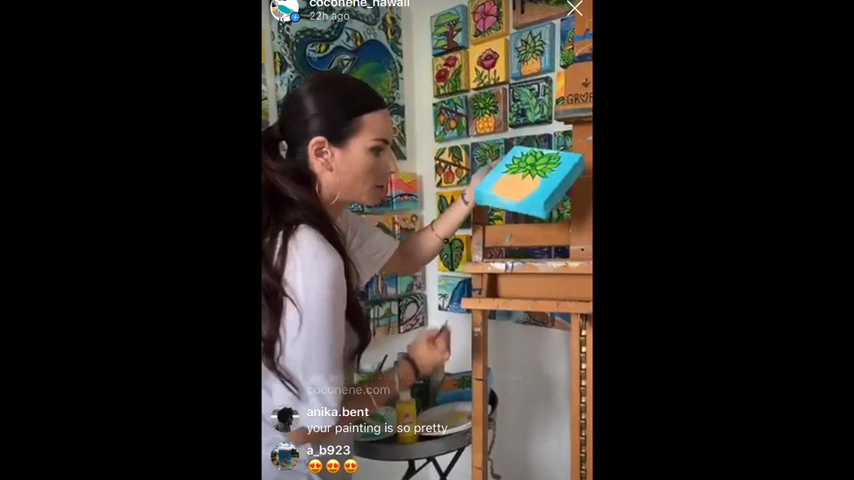 coconene_hawaii
22h ago
coconene.com
anika.bent
your painting is so pretty
a_b923
😍😍😍